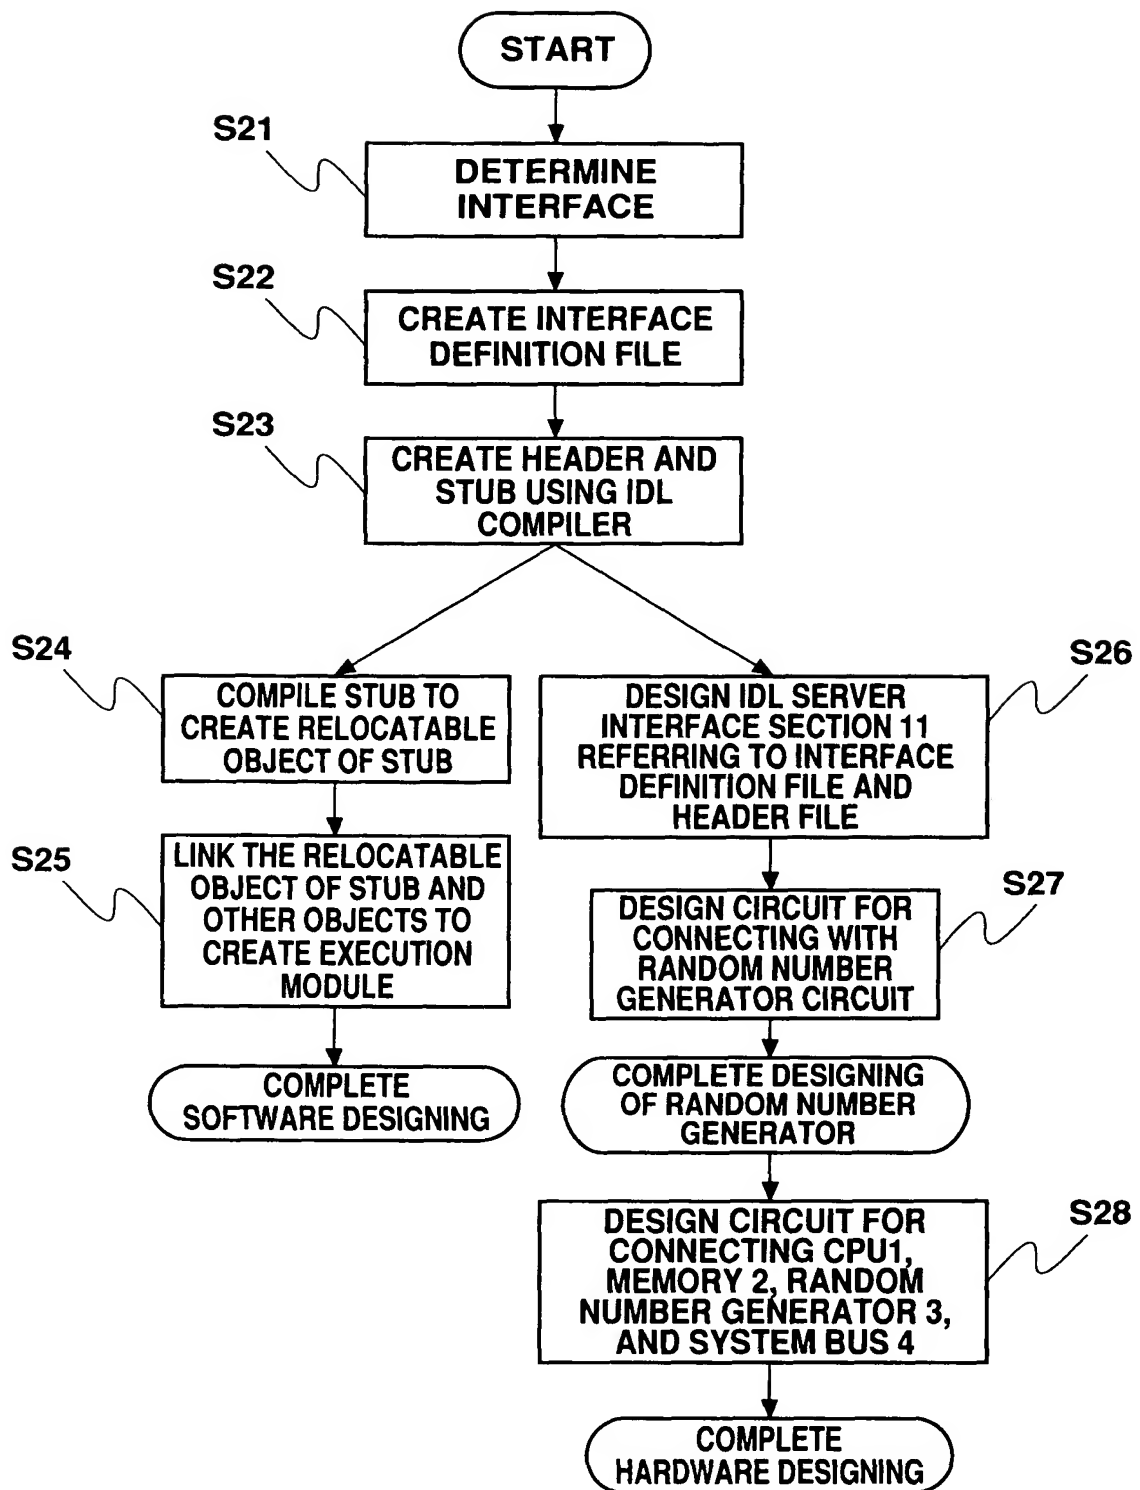 START
S21
DETERMINE
INTERFACE
S22
CREATE INTERFACE
DEFINITION FILE
S23
CREATE HEADER AND
STUB USING IDL
COMPILER
S24
COMPILE STUB TO
CREATE RELOCATABLE
OBJECT OF STUB
S25
LINK THE RELOCATABLE
OBJECT OF STUB AND
OTHER OBJECTS TO
CREATE EXECUTION
MODULE
COMPLETE
SOFTWARE DESIGNING
S26
DESIGN IDL SERVER
INTERFACE SECTION 11
REFERRING TO INTERFACE
DEFINITION FILE AND
HEADER FILE
S27
DESIGN CIRCUIT FOR
CONNECTING WITH
RANDOM NUMBER
GENERATOR CIRCUIT
COMPLETE DESIGNING
OF RANDOM NUMBER
GENERATOR
S28
DESIGN CIRCUIT FOR
CONNECTING CPU1,
MEMORY 2, RANDOM
NUMBER GENERATOR 3,
AND SYSTEM BUS 4
COMPLETE
HARDWARE DESIGNING